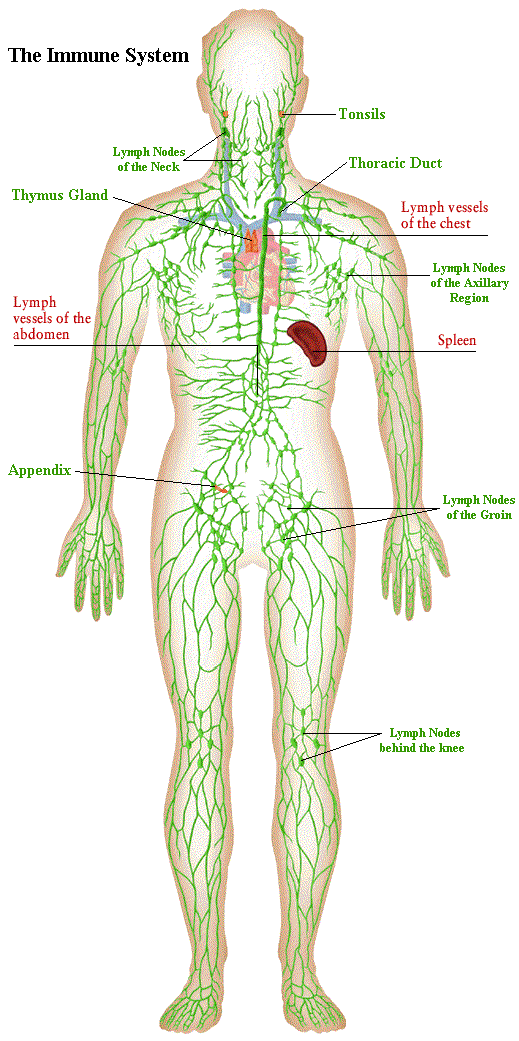 The Immune System
Tonsils
Lymph Nodes
of the Neck
Thoracic Duct
Thymus Gland
Lymph vessels
of the chest
Lymph Nodes
of the Axillary
Region
Lymph
vessels of the
abdomen
Spleen
Appendix
Lymph Nodes
of the Groin
Lymph Nodes
behind the knee